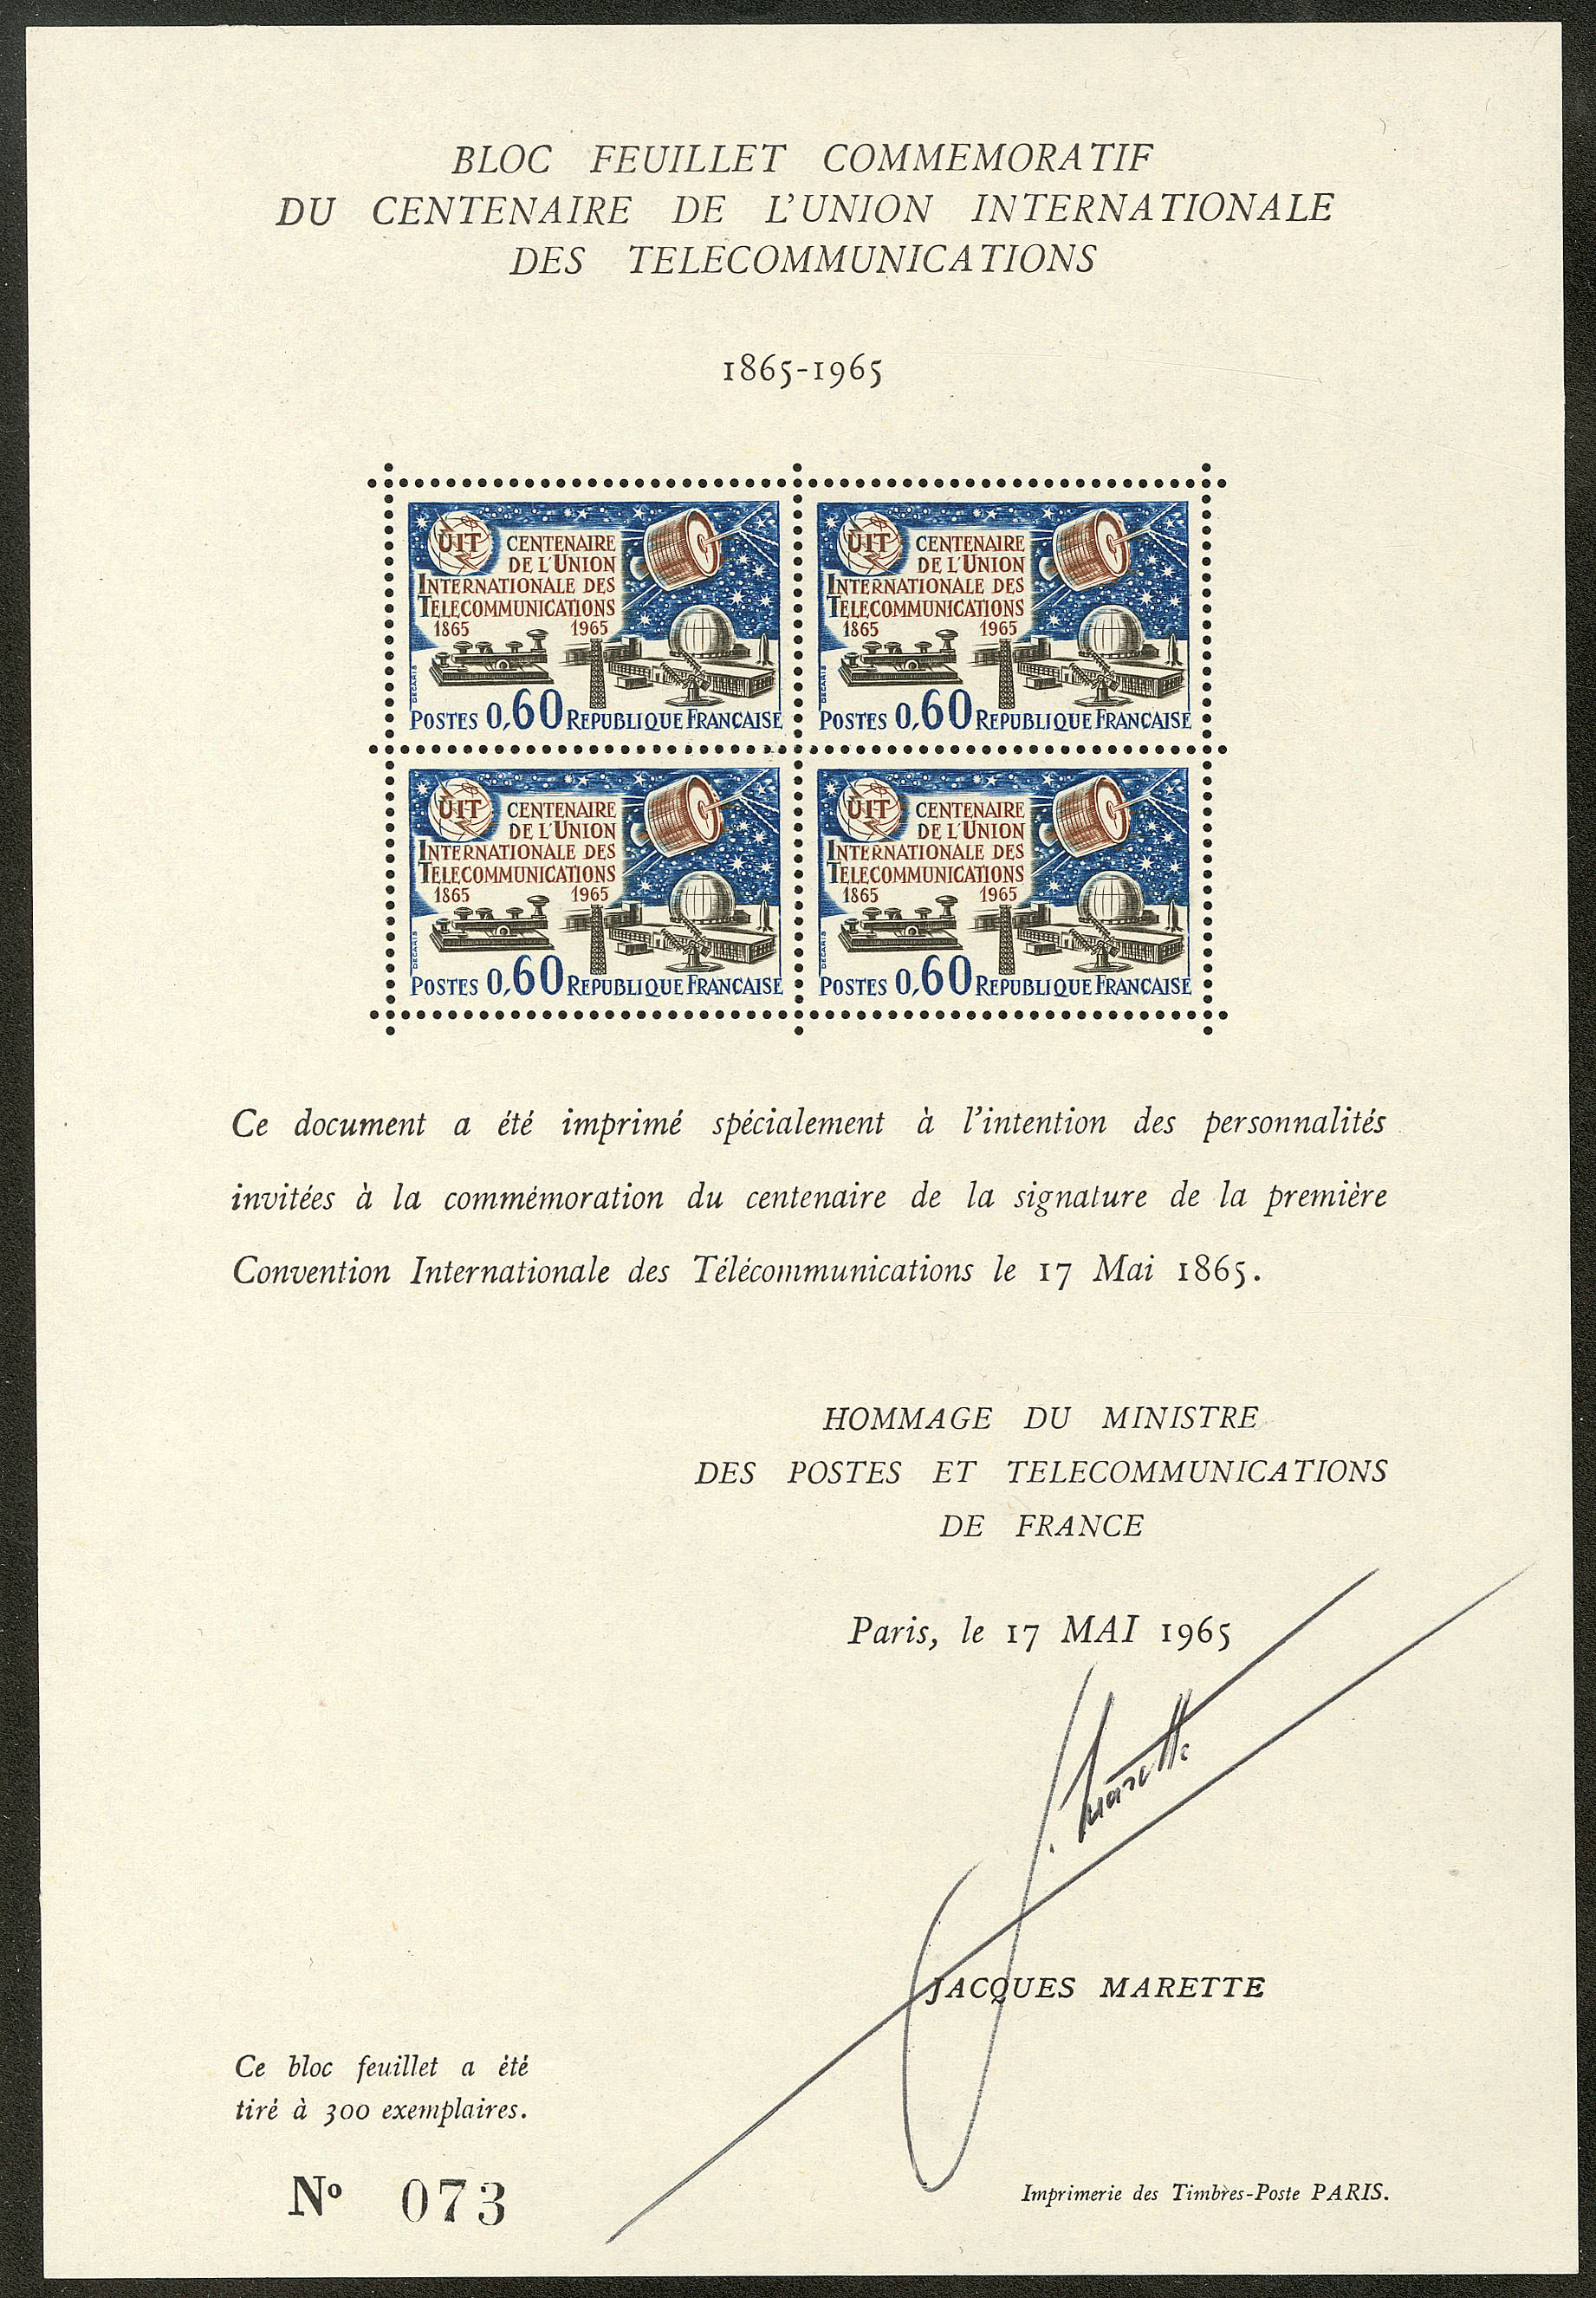 BLOC FEUILLET COMMEMORATIF
DU CENTENAIRE DE L'UNION INTERNATIONALE
DES TELECOMMUNICATIONS
1865-1965
UIT
CENTENAIRE
DE L'UNION
INTERNATIONALE DES
TELECOMMUNICATIONS
1865 1965
DECARIS
POSTES 0,60 REPUBLIQUE FRANCAISE
UIT
CENTENAIRE
DE L'UNION
INTERNATIONALE DES
TELECOMMUNICATIONS
1865 1965
DECARIS
POSTES 0,60 REPUBLIQUE FRANCAISE
UIT
CENTENAIRE
DE L'UNION
INTERNATIONALE DES
TELECOMMUNICATIONS
1865 1965
DECARIS
POSTES 0,60 REPUBLIQUE FRANCAISE
UIT
CENTENAIRE
DE L'UNION
INTERNATIONALE DES
TELECOMMUNICATIONS
1865 1965
DECARIS
POSTES 0,60 REPUBLIQUE FRANCAISE
Ce document a été imprimé spécialement à l'intention des personnalités
invitées à la commémoration du centenaire de la signature de la première
Convention Internationale des Télécommunications le 17 Mai 1865.
HOMMAGE DU MINISTRE
DES POSTES ET TELECOMMUNICATIONS
DE FRANCE
Paris, le 17 MAI 1965
J. Marette
JACQUES MARETTE
Ce bloc feuillet a été
tiré à 300 exemplaires.
Nº 073
Imprimerie des Timbres-Poste PARIS.